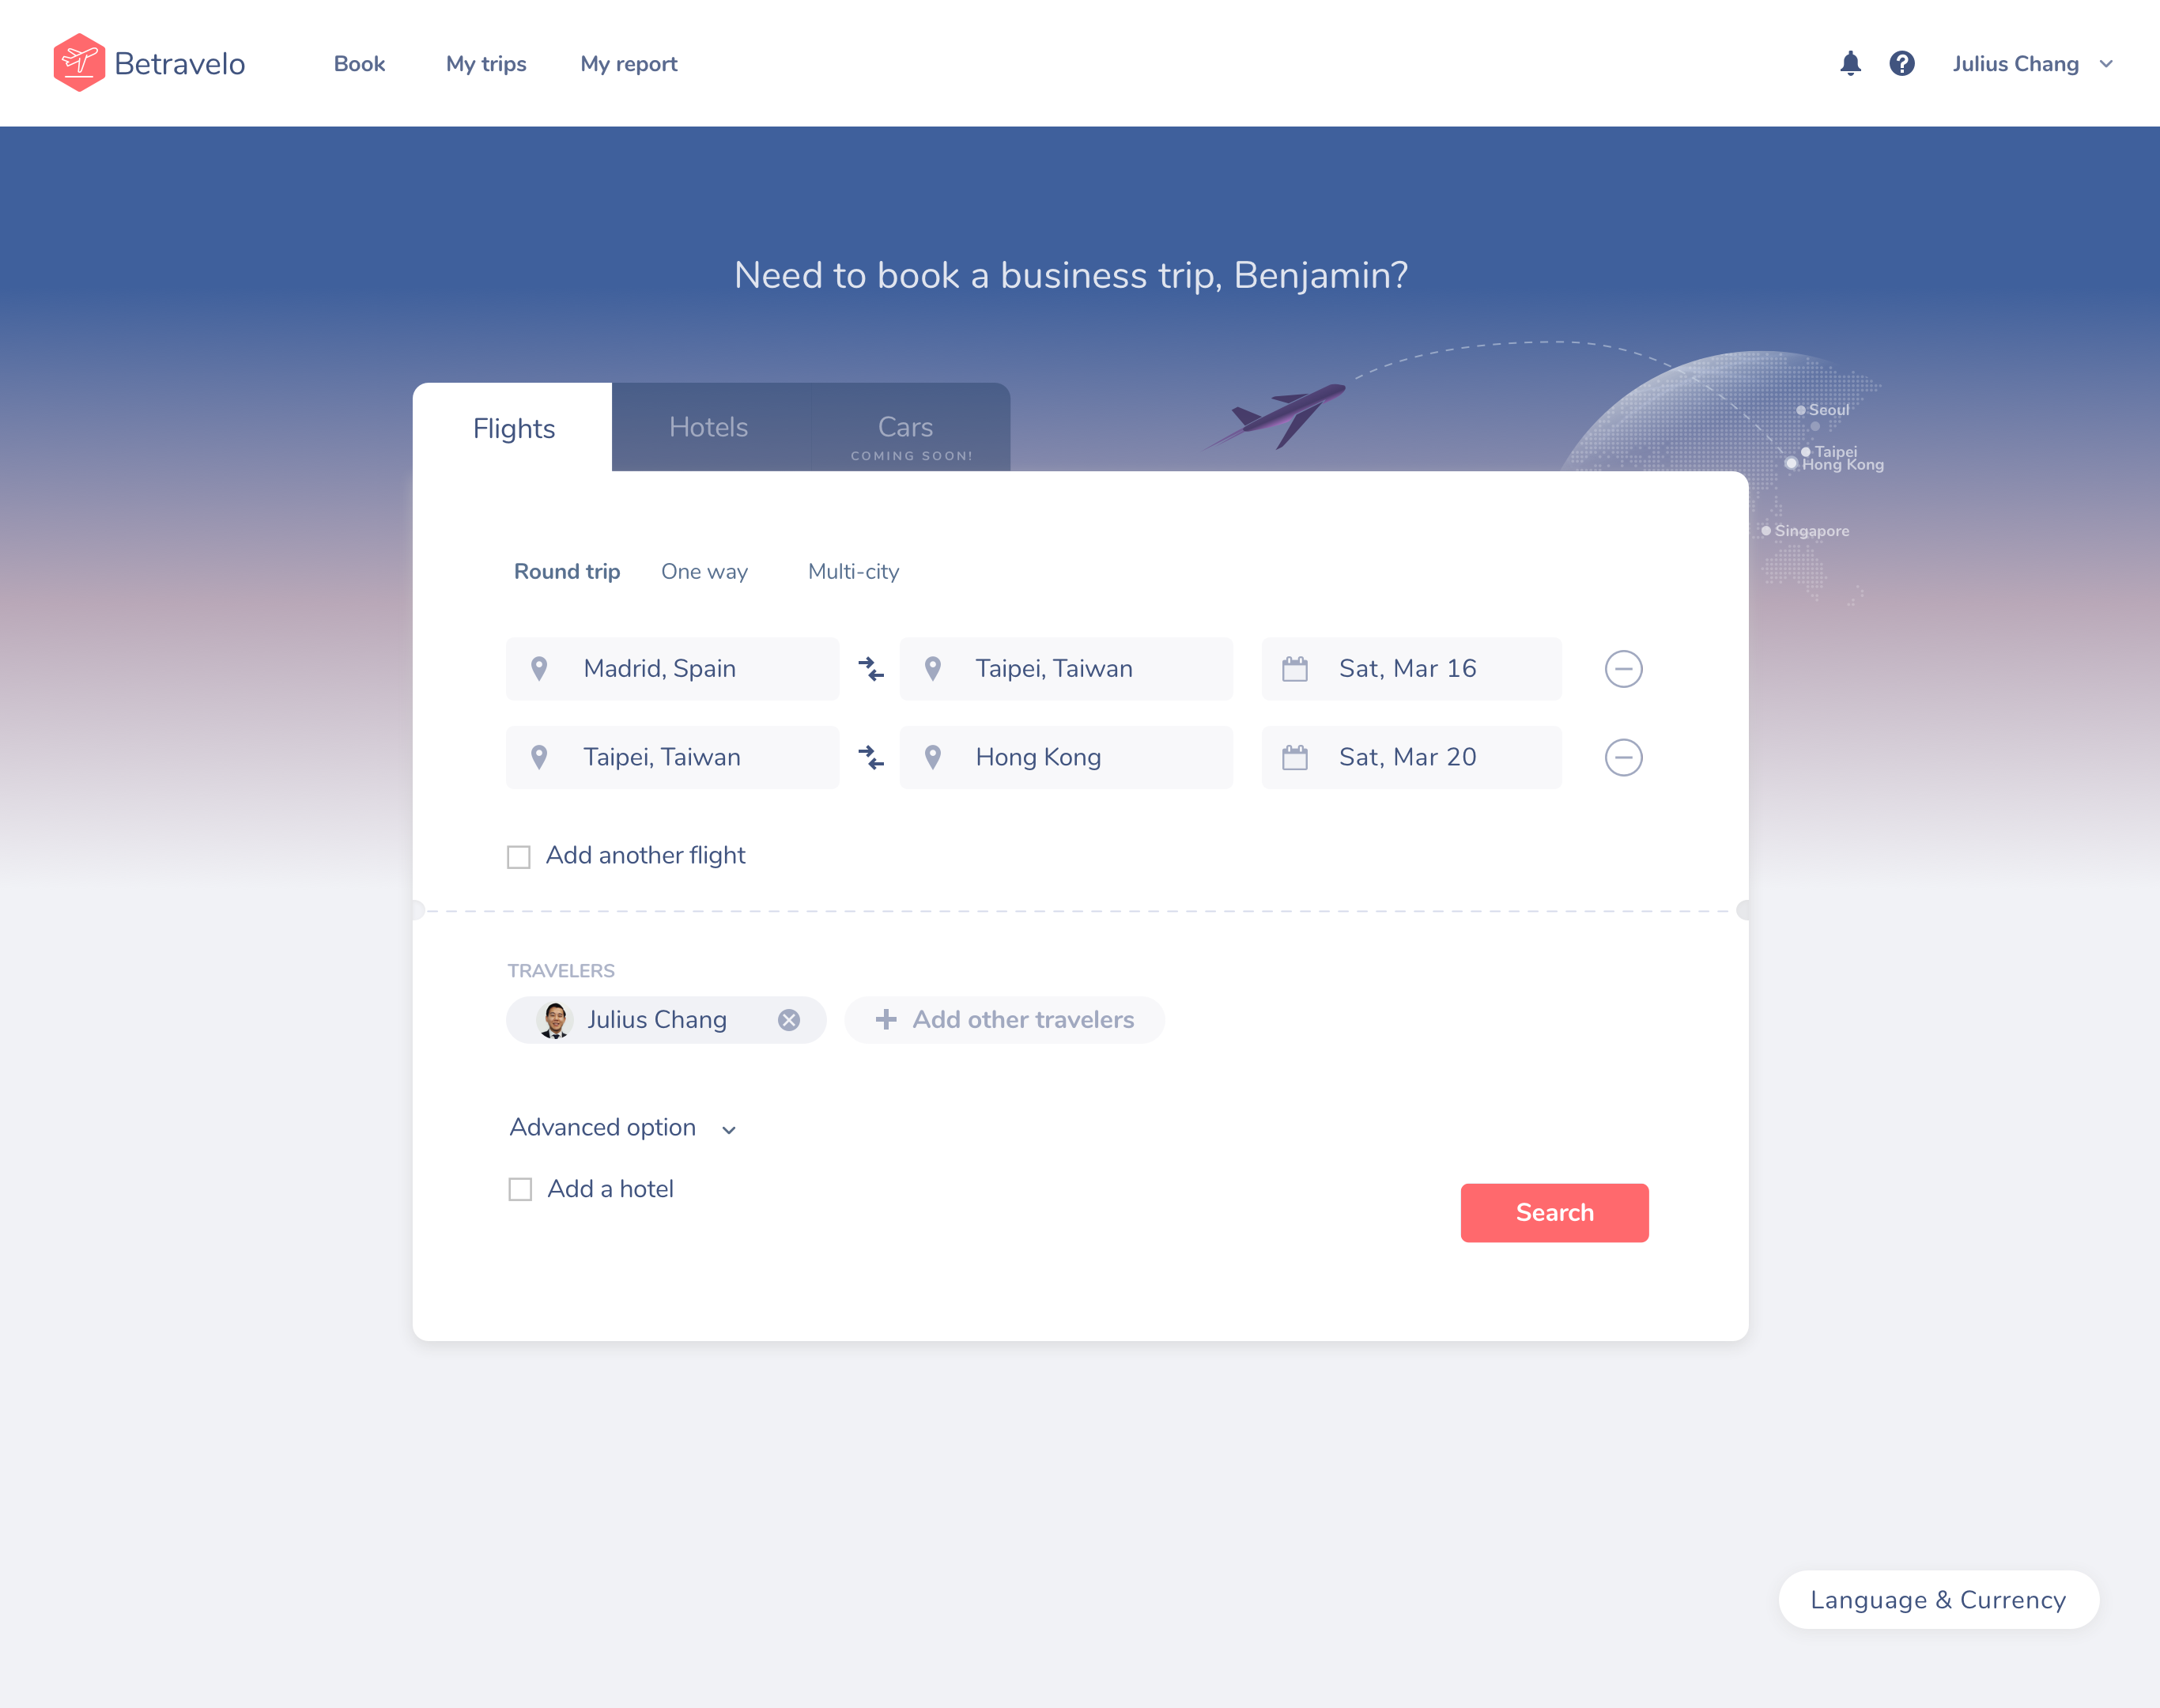 Betravelo
Book
My trips
My report
Julius Chang
Need to book a business trip, Benjamin?
Flights
Hotels
Cars
COMING SOON!
Seoul
Taipei
Hong Kong
Singapore
Round trip
One way
Multi-city
Madrid, Spain
Taipei, Taiwan
Sat, Mar 16
Taipei, Taiwan
Hong Kong
Sat, Mar 20
Add another flight
TRAVELERS
Julius Chang
Add other travelers
Advanced option
Add a hotel
Search
Language & Currency